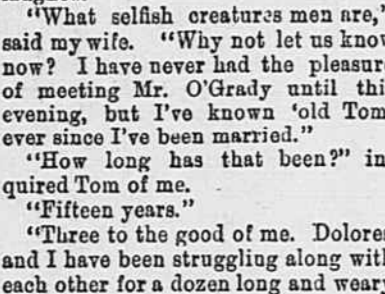 “What selfish creatures men are,”
said my wife. “Why not let us know
now? I have never had the pleasure
of meeting Mr. O'Grady until this
evening, but I've known ‘old Tom
ever since I've been married.”
“How long has that been?” in-
quired Tom of me.
“Fifteen years.”
“Three to the good of me. Dolores
and I have been struggling along with
each other for a dozen long and weary